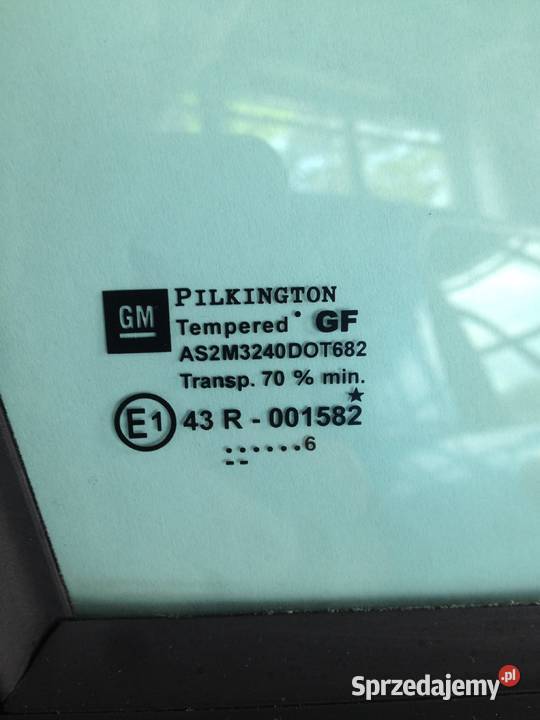 GM
PILKINGTON
Tempered • GF
AS2M3240DOT682
Transp. 70 % min.
E1 43 R - 001582
★
......6
--
Sprzedajemy.pl